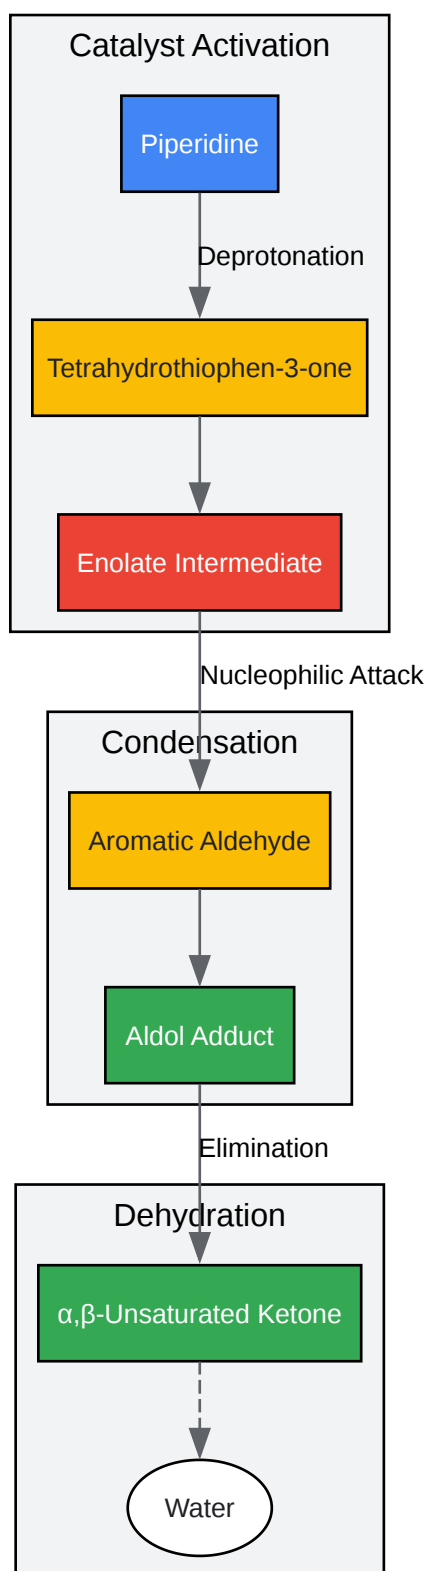 Catalyst Activation
Piperidine
Deprotonation
Tetrahydrothiophen-3-one
Enolate Intermediate
Nucleophilic Attack
Condensation
Aromatic Aldehyde
Aldol Adduct
Elimination
Dehydration
α,β-Unsaturated Ketone
Water